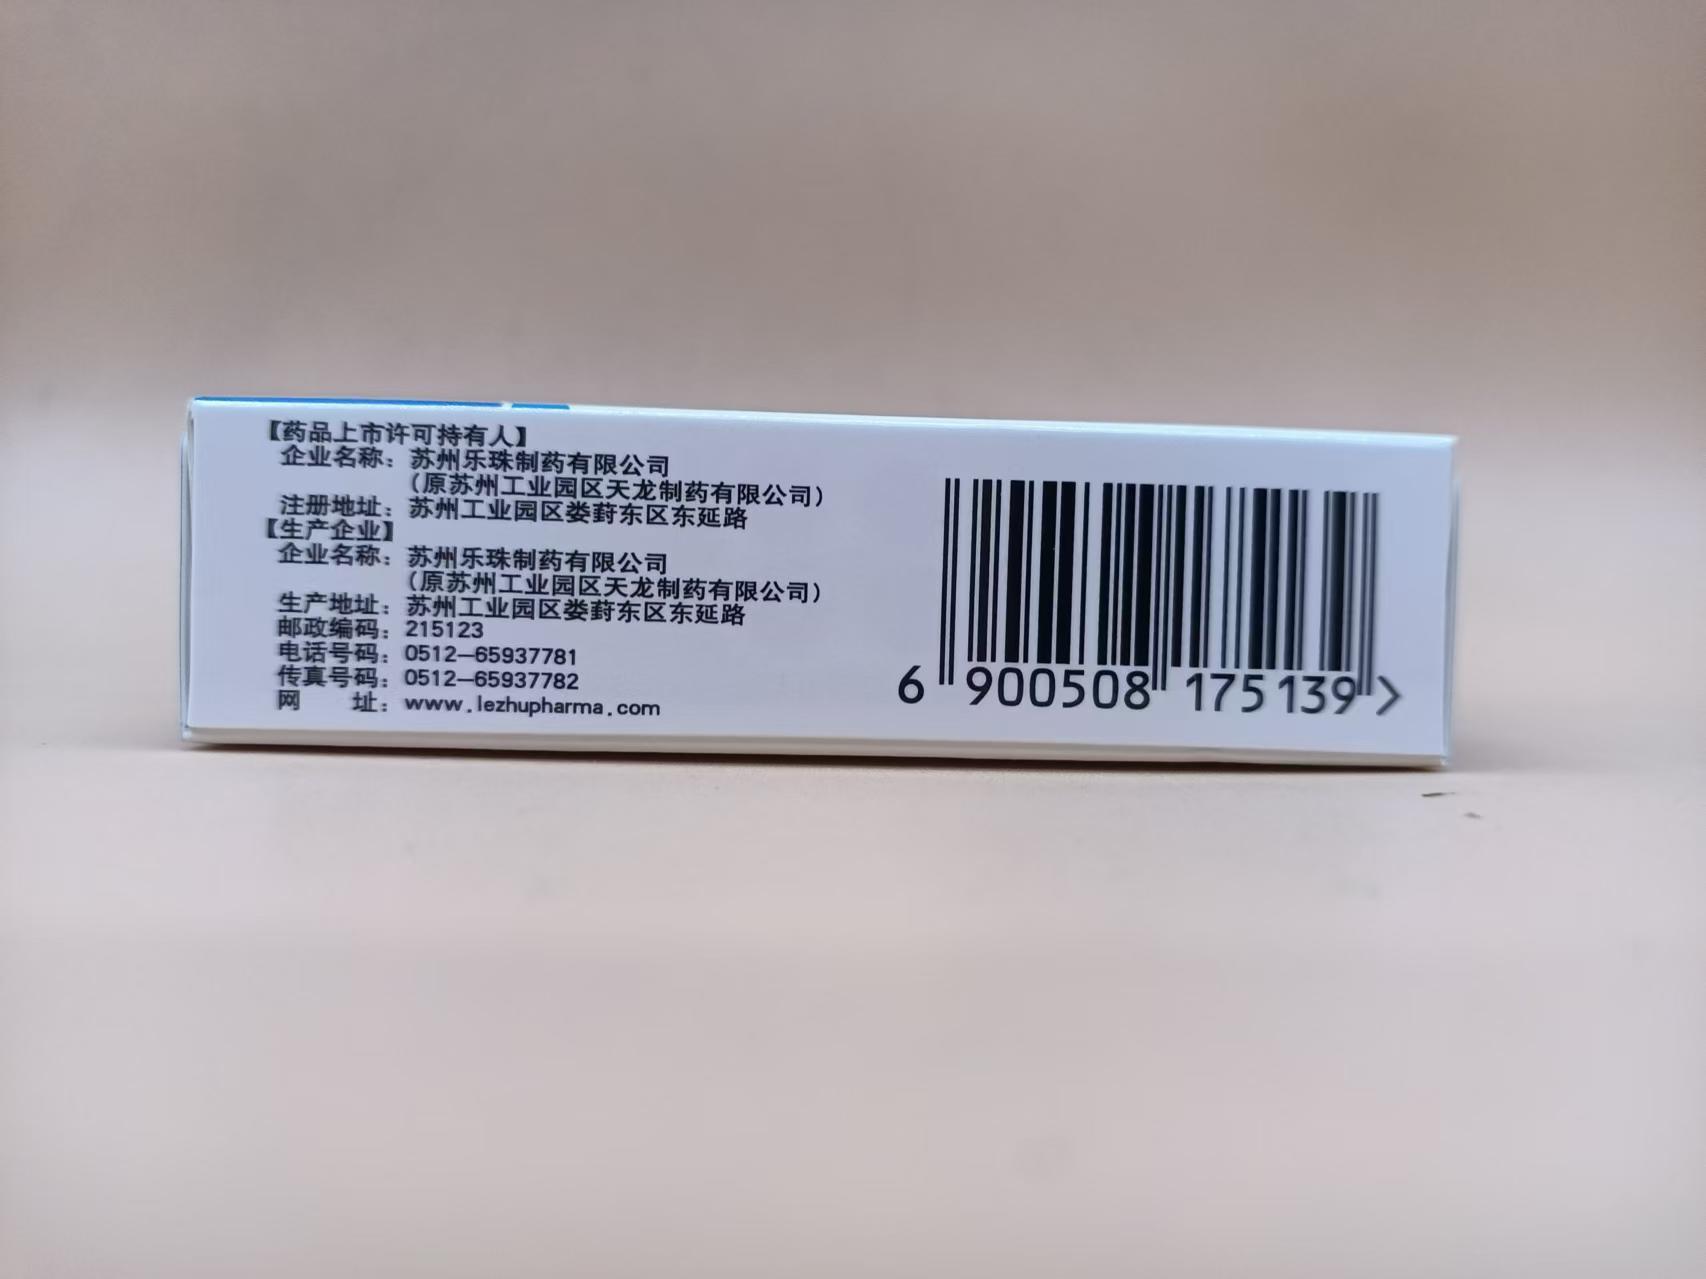 【药品上市许可持有人】
企业名称：苏州乐珠制药有限公司
（原苏州工业园区天龙制药有限公司）
注册地址：苏州工业园区娄葑东区东延路
【生产企业】
企业名称：苏州乐珠制药有限公司
（原苏州工业园区天龙制药有限公司）
生产地址：苏州工业园区娄葑东区东延路
邮政编码：215123
电话号码：0512—65937781
传真号码：0512—65937782
网　　址：www.lezhupharma.com
6 900508 175139 >